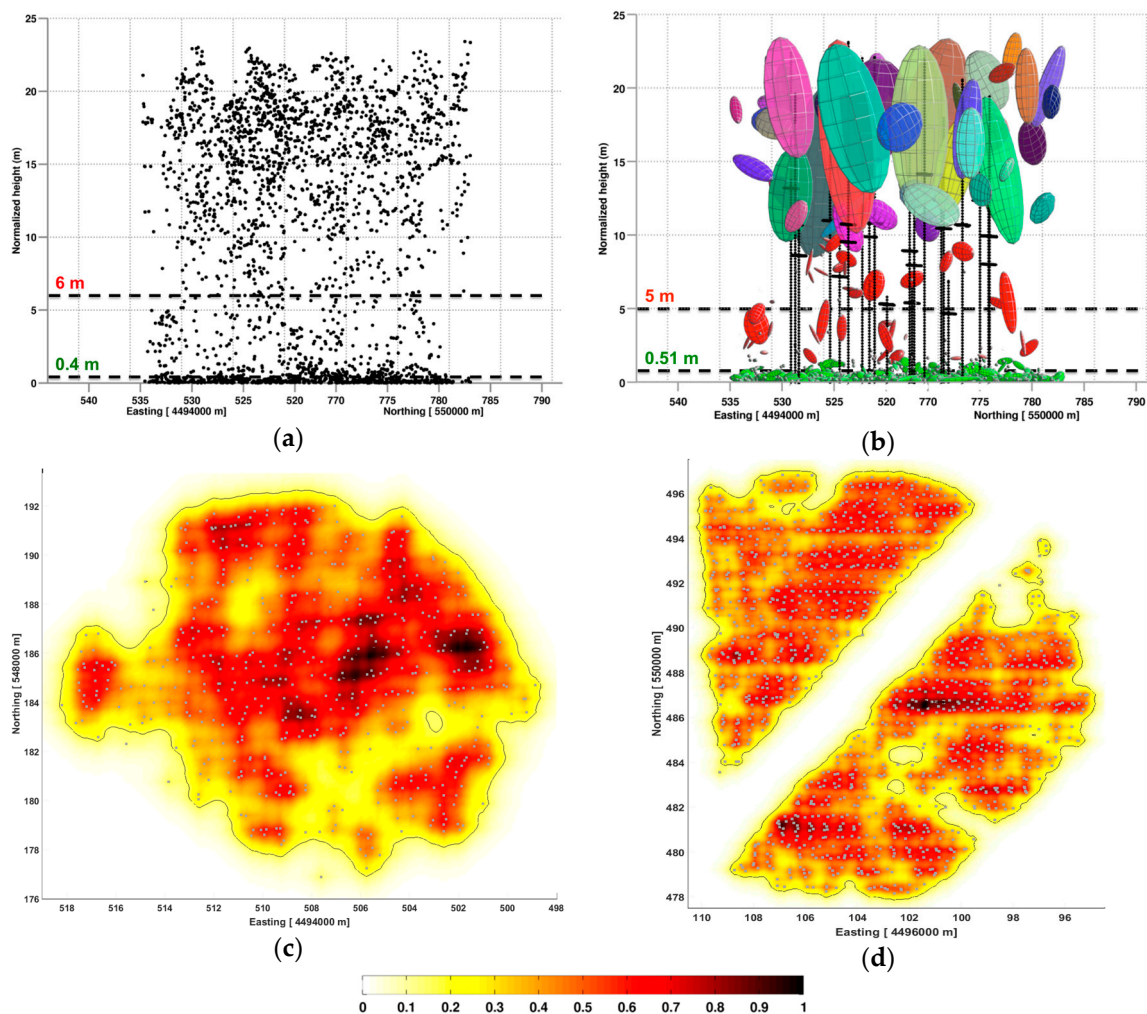 25
20
15
10
5
0
Normalized height (m)
6 m
0.4 m
540 530 525 520 770 775 780 790
Easting [ 4494000 m] Northing [ 550000 m]
(a)
25
20
15
10
5
0
Normalized height (m)
5 m
0.51 m
540 530 525 520 770 775 780 790
Easting [ 4494000 m] Northing [ 550000 m]
(b)
192
190
188
186
184
182
180
178
176
Northing [ 548000 m]
518 516 514 512 510 508 506 504 502 500 498
Easting [ 4494000 m]
(c)
496
494
492
490
488
486
484
482
480
478
Northing [ 550000 m]
110 108 106 104 102 100 98 96
Easting [ 4496000 m]
(d)
0 0.1 0.2 0.3 0.4 0.5 0.6 0.7 0.8 0.9 1